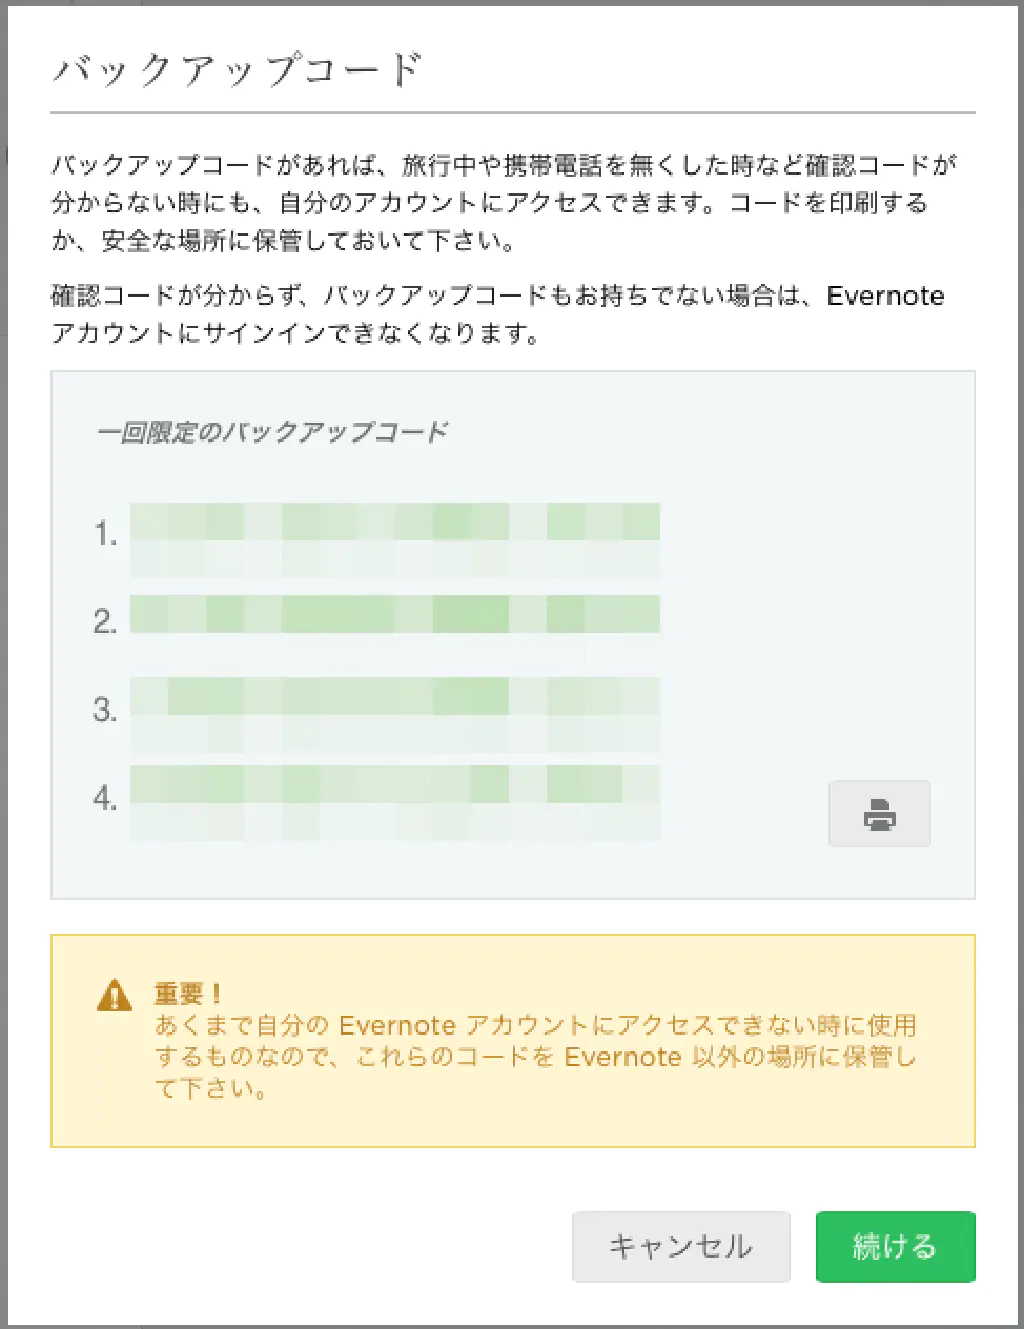 バックアップコード
バックアップコードがあれば、旅行中や携帯電話を無くした時など確認コードが
分からない時にも、自分のアカウントにアクセスできます。コードを印刷する
か、安全な場所に保管しておいて下さい。
確認コードが分からず、バックアップコードもお持ちでない場合は、Evernote
アカウントにサインインできなくなります。
一回限定のバックアップコード
1.
2.
3.
4.
重要！
あくまで自分の Evernote アカウントにアクセスできない時に使用
するものなので、これらのコードを Evernote 以外の場所に保管し
て下さい。
キャンセル
続ける